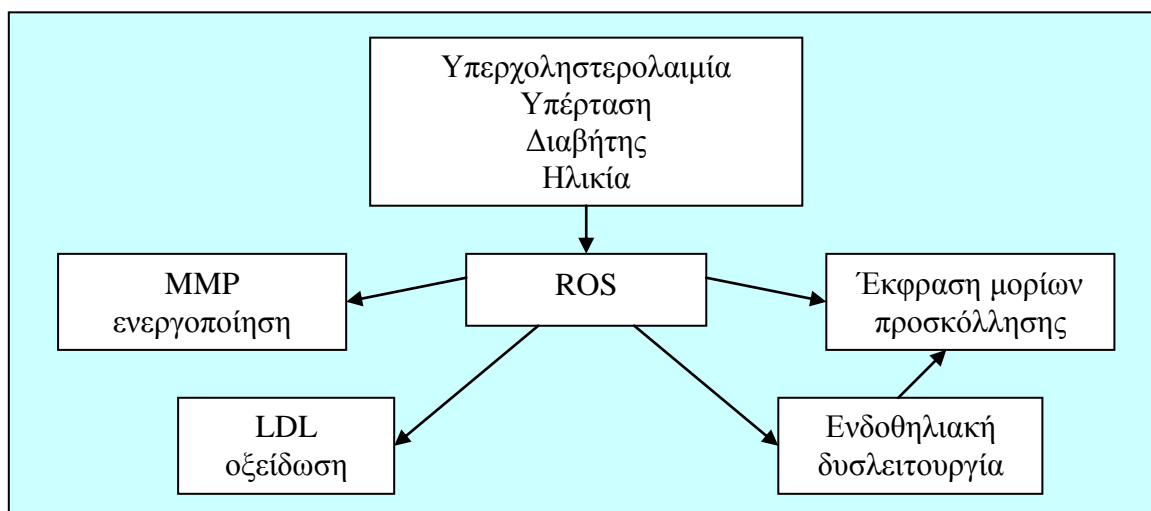 Υπερχοληστερολαιμία
Υπέρταση
Διαβήτης
Ηλικία
MMP
ενεργοποίηση
ROS
Έκφραση μορίων
προσκόλλησης
LDL
οξείδωση
Ενδοθηλιακή
δυσλειτουργία